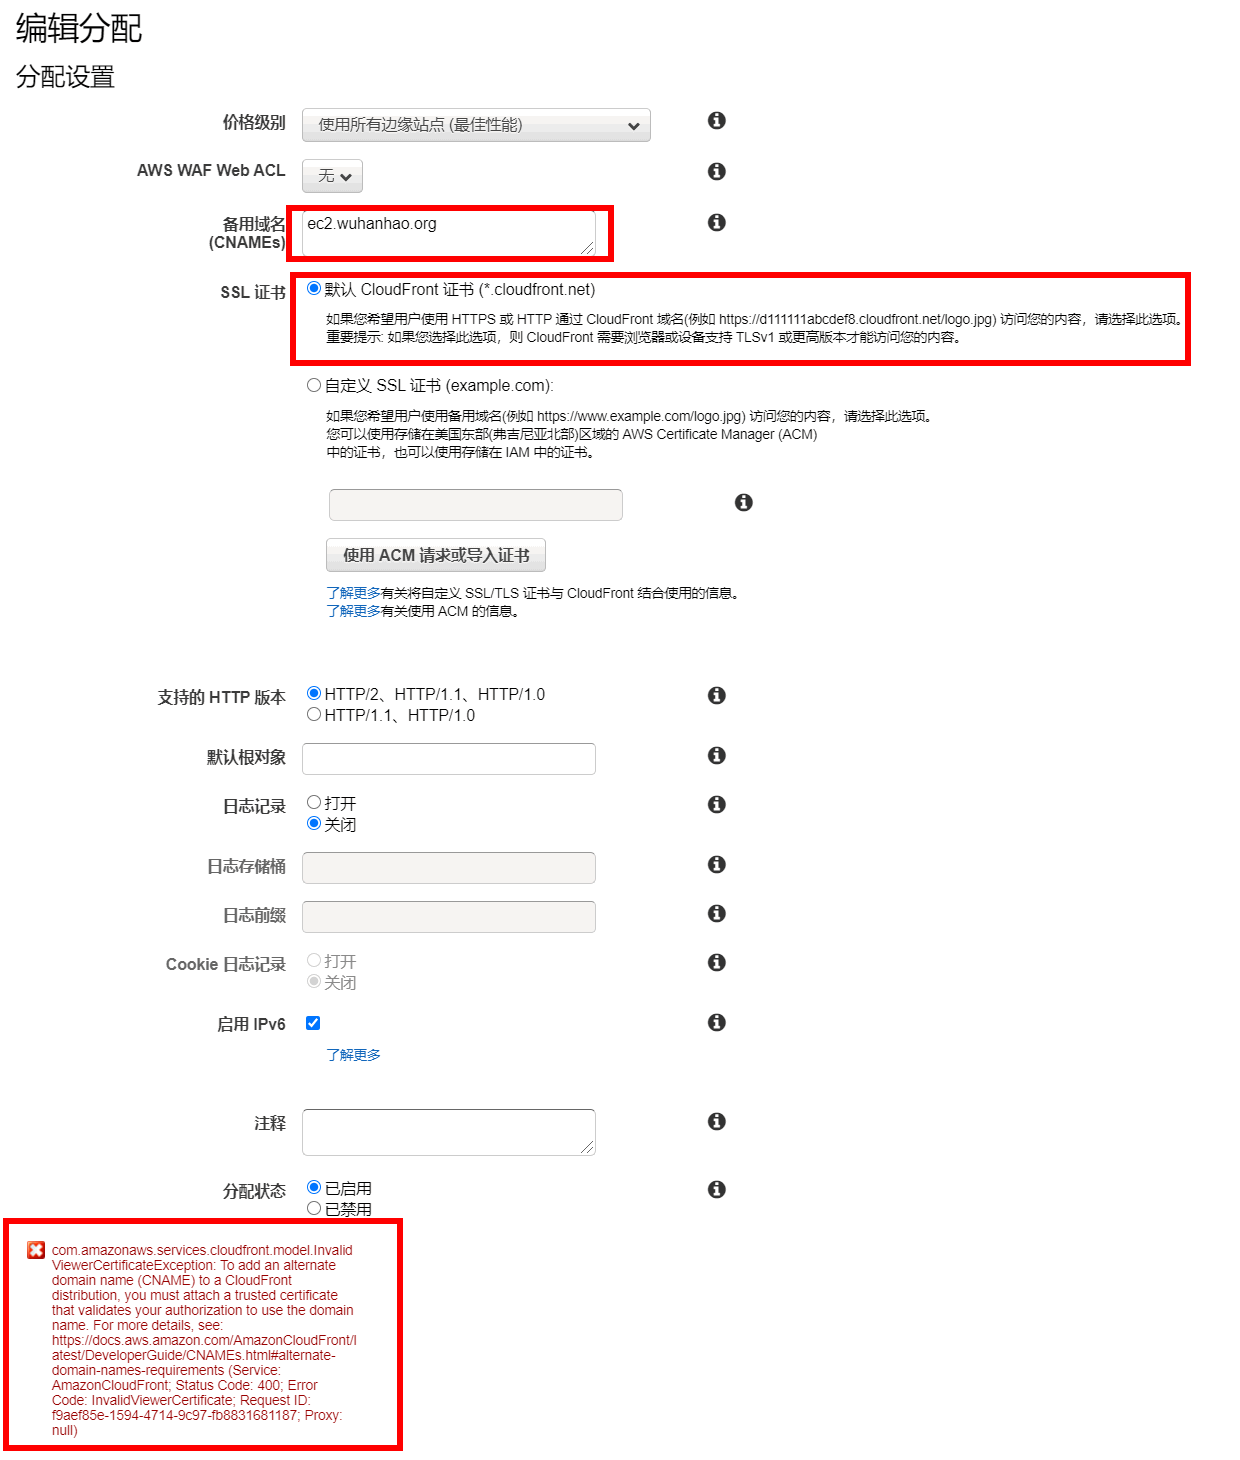 编辑分配
分配设置
价格级别
使用所有边缘站点 (最佳性能)
AWS WAF Web ACL
无
备用域名
(CNAMEs)
ec2.wuhanhao.org
SSL 证书
默认 CloudFront 证书 (*.cloudfront.net)
如果您希望用户使用 HTTPS 或 HTTP 通过 CloudFront 域名(例如 https://d111111abcdef8.cloudfront.net/logo.jpg) 访问您的内容，请选择此选项。
重要提示: 如果您选择此选项，则 CloudFront 需要浏览器或设备支持 TLSv1 或更高版本才能访问您的内容。
自定义 SSL 证书 (example.com):
如果您希望用户使用备用域名(例如 https://www.example.com/logo.jpg) 访问您的内容，请选择此选项。
您可以使用存储在美国东部(弗吉尼亚北部)区域的 AWS Certificate Manager (ACM)
中的证书，也可以使用存储在 IAM 中的证书。
使用 ACM 请求或导入证书
了解更多有关将自定义 SSL/TLS 证书与 CloudFront 结合使用的信息。
了解更多有关使用 ACM 的信息。
支持的 HTTP 版本
HTTP/2、HTTP/1.1、HTTP/1.0
HTTP/1.1、HTTP/1.0
默认根对象
日志记录
打开
关闭
日志存储桶
日志前缀
Cookie 日志记录
打开
关闭
启用 IPv6
了解更多
注释
分配状态
已启用
已禁用
com.amazonaws.services.cloudfront.model.Invalid
ViewerCertificateException: To add an alternate
domain name (CNAME) to a CloudFront
distribution, you must attach a trusted certificate
that validates your authorization to use the domain
name. For more details, see:
https://docs.aws.amazon.com/AmazonCloudFront/l
atest/DeveloperGuide/CNAMEs.html#alternate-
domain-names-requirements (Service:
AmazonCloudFront; Status Code: 400; Error
Code: InvalidViewerCertificate; Request ID:
f9aef85e-1594-4714-9c97-fb8831681187; Proxy:
null)